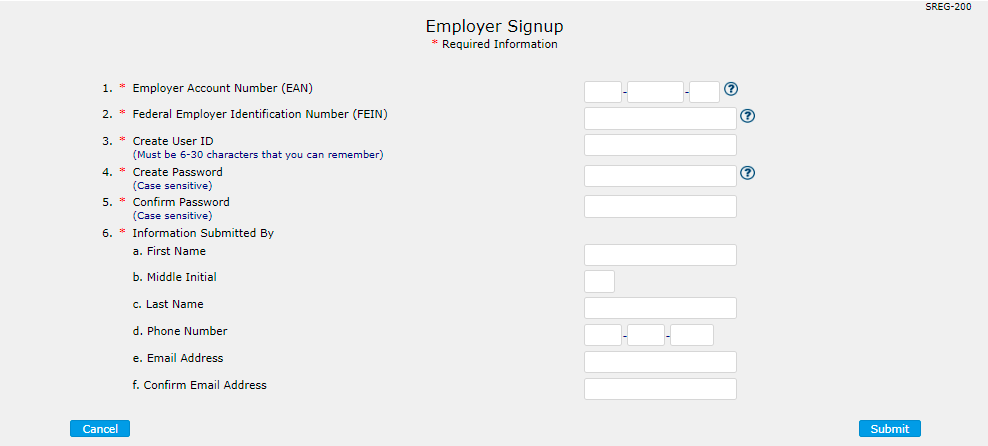 SREG-200
Employer Signup
* Required Information
1. * Employer Account Number (EAN) - - ?
2. * Federal Employer Identification Number (FEIN) ?
3. * Create User ID
(Must be 6-30 characters that you can remember)
4. * Create Password ?
(Case sensitive)
5. * Confirm Password
(Case sensitive)
6. * Information Submitted By
a. First Name
b. Middle Initial
c. Last Name
d. Phone Number - -
e. Email Address
f. Confirm Email Address
Cancel Submit